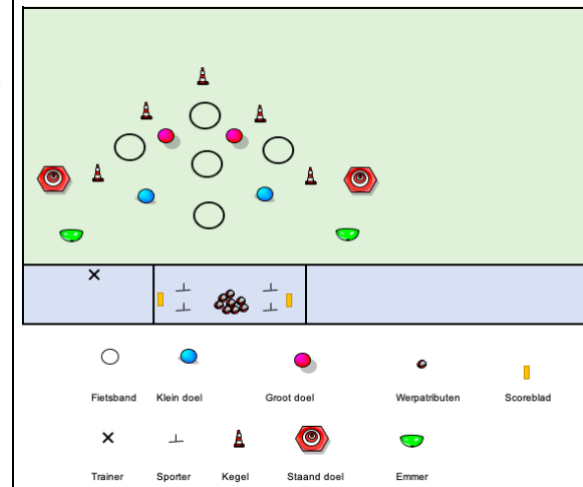 Fietsband Klein doel Groot doel Werpatributen Scoreblad
Trainer Sporter Kegel Staand doel Emmer